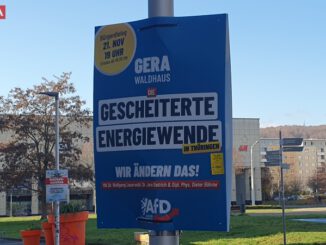 Bürgerdialog
21. NOV
18 UHR
GERA
WALDHAUS
DIE
GESCHEITERTE
ENERGIEWENDE
IN THÜRINGEN
WIR ÄNDERN DAS!
AfD